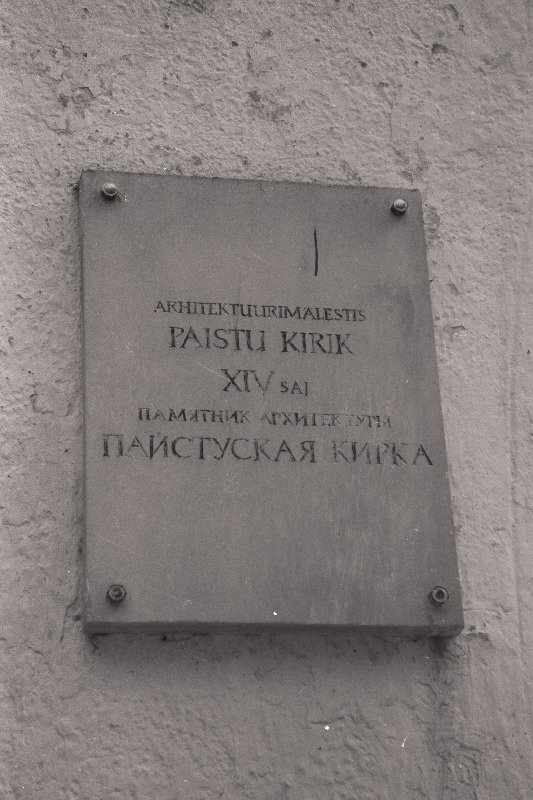 ARHITEKTUURIMÄLESTIS
PAISTU KIRIK
XIV SAJ
ПАМЯТНИК АРХИТЕКТУРЫ
ПАЙСТУСКАЯ КИРКА